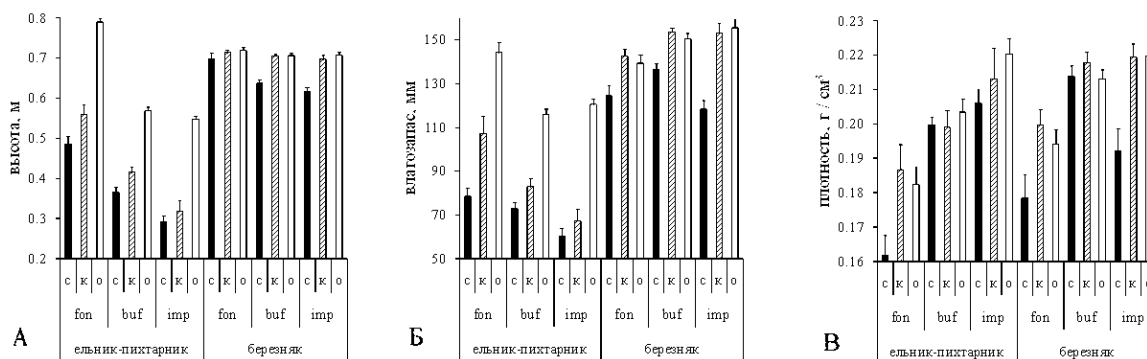 высота, м
0.8
0.7
0.6
0.5
0.4
0.3
0.2
с к о с к о с к о с к о с к о с к о
fon buf imp fon buf imp
ельник-пихтарник березняк
А
влагозапас, мм
150
130
110
90
70
50
с к о с к о с к о с к о с к о с к о
fon buf imp fon buf imp
ельник-пихтарник березняк
Б
плотность, г / см³
0.23
0.22
0.21
0.20
0.19
0.18
0.17
0.16
с к о с к о с к о с к о с к о с к о
fon buf imp fon buf imp
ельник-пихтарник березняк
В